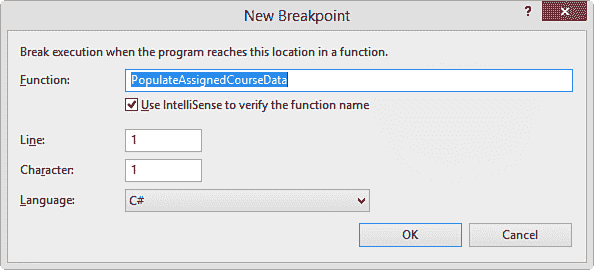 New Breakpoint
?
Break execution when the program reaches this location in a function.
Function: PopulateAssignedCourseData
Use IntelliSense to verify the function name
Line: 1
Character: 1
Language: C#
OK Cancel